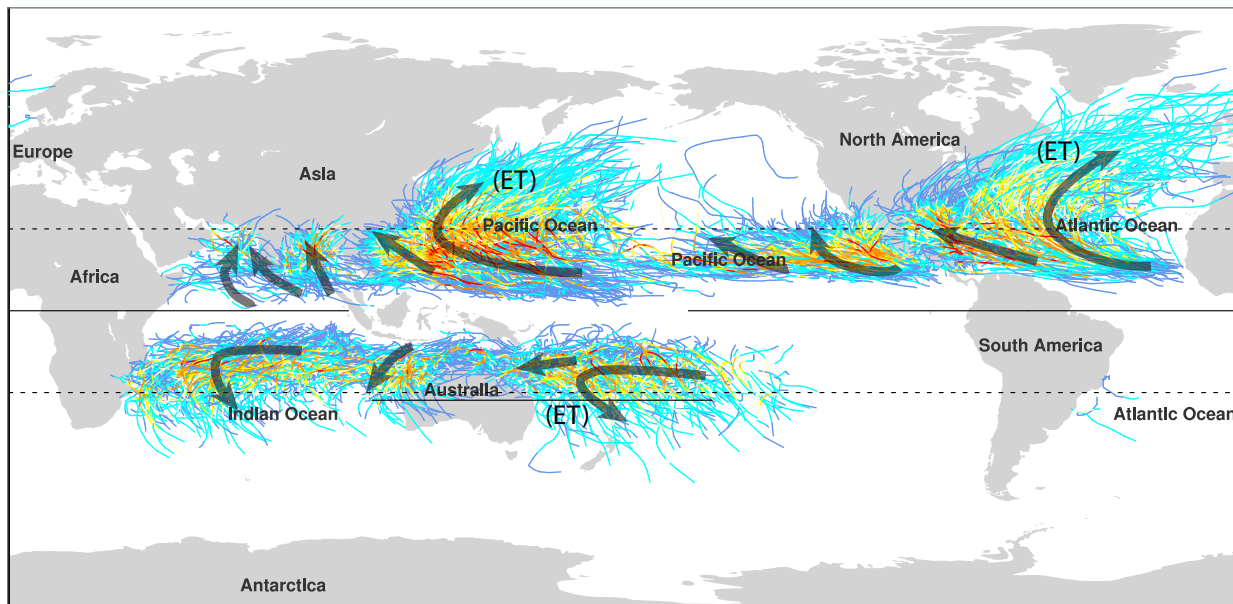 North America
(ET)
Europe
Asia
(ET)
Pacific Ocean
Atlantic Ocean
Pacific Ocean
Africa
South America
Australia
Indian Ocean
(ET)
Atlantic Ocean
Antarctica